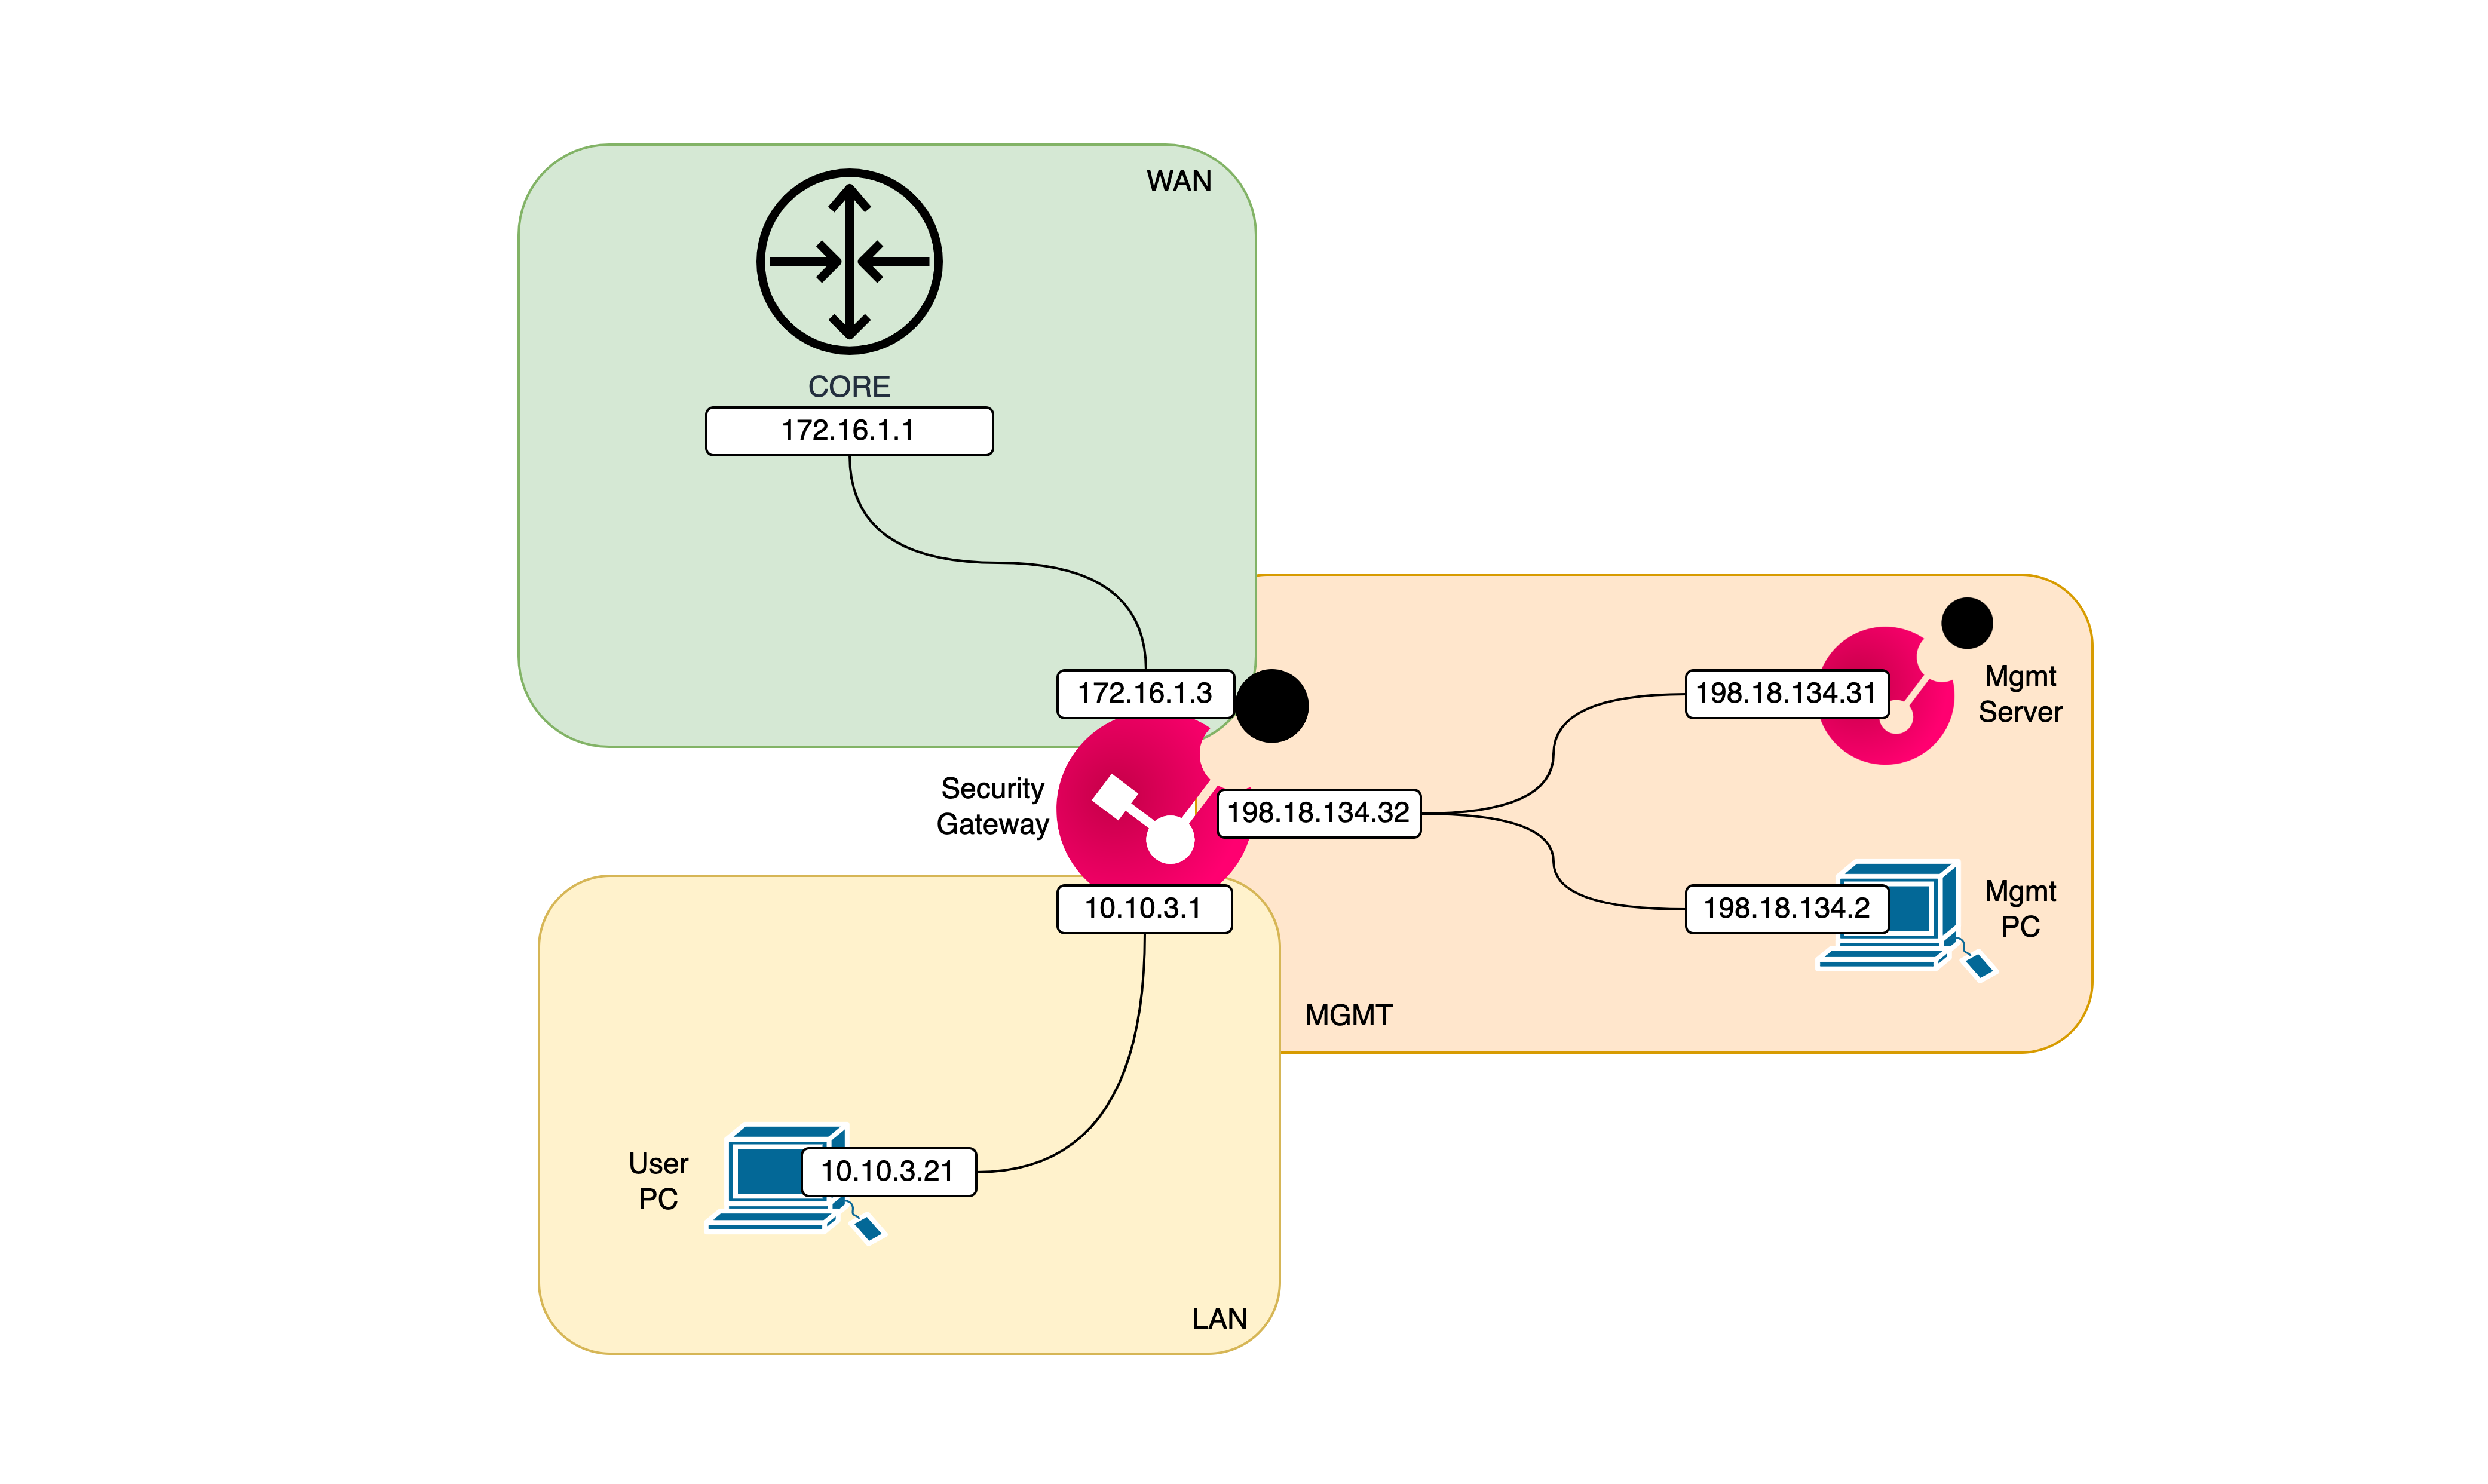 WAN
CORE
172.16.1.1
172.16.1.3
198.18.134.31
Mgmt
Server
Security
Gateway
198.18.134.32
10.10.3.1
198.18.134.2
Mgmt
PC
MGMT
User
PC
10.10.3.21
LAN